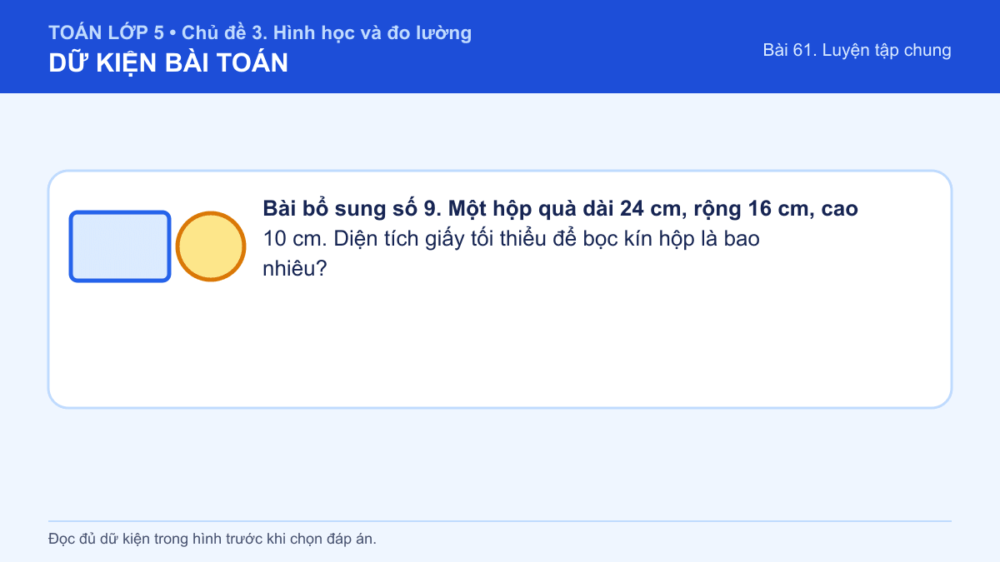 TOÁN LỚP 5 • Chủ đề 3. Hình học và đo lường
DỮ KIỆN BÀI TOÁN
Bài 61. Luyện tập chung
Bài bổ sung số 9. Một hộp quà dài 24 cm, rộng 16 cm, cao
10 cm. Diện tích giấy tối thiểu để bọc kín hộp là bao
nhiêu?
Đọc đủ dữ kiện trong hình trước khi chọn đáp án.